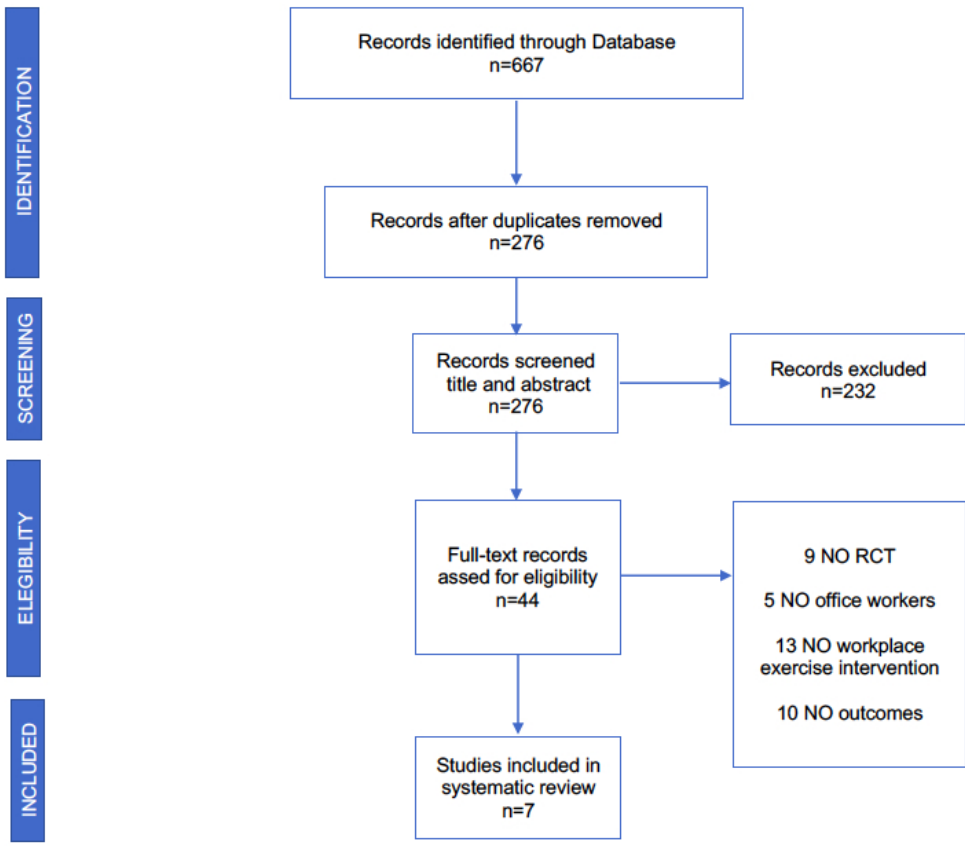 IDENTIFICATION
Records identified through Database
n=667
Records after duplicates removed
n=276
SCREENING
Records screened
title and abstract
n=276
Records excluded
n=232
ELEGIBILITY
Full-text records
assed for eligibility
n=44
9 NO RCT
5 NO office workers
13 NO workplace
exercise intervention
10 NO outcomes
INCLUDED
Studies included in
systematic review
n=7